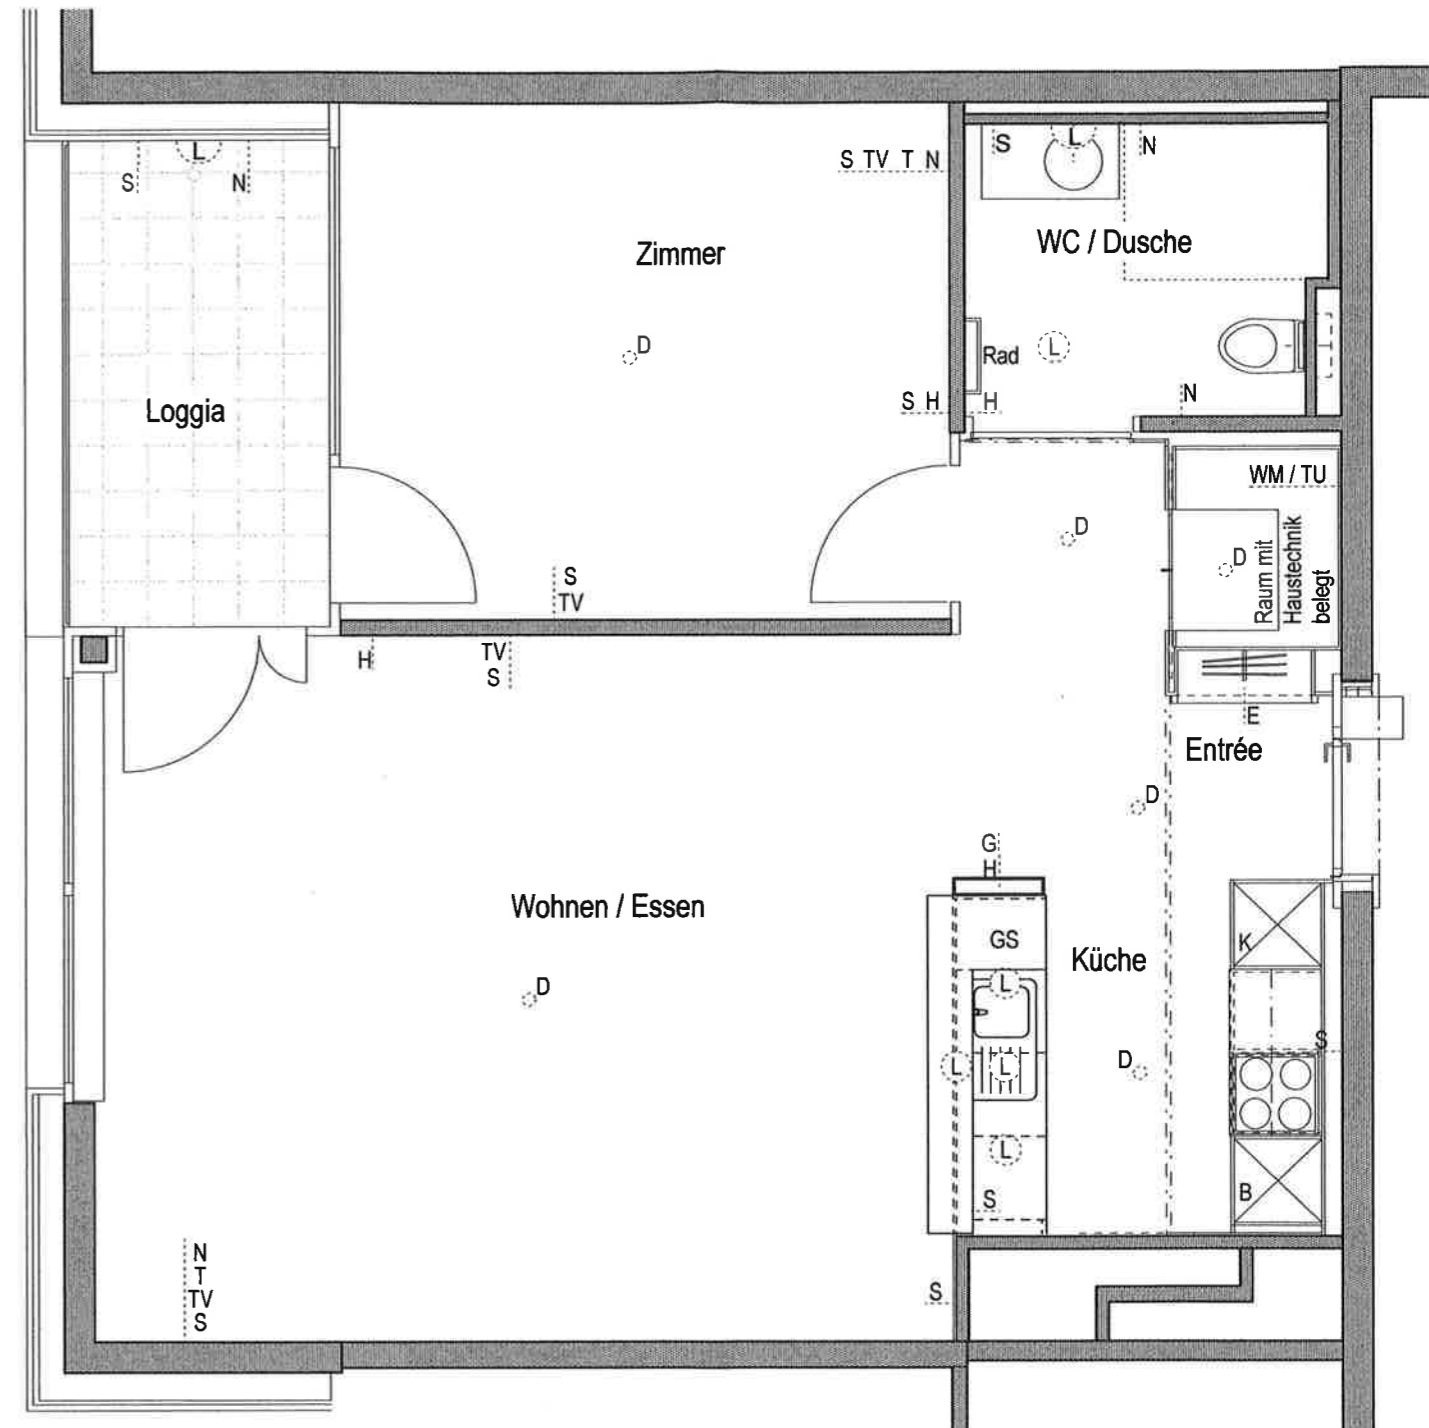 S
L
N
S TV T N
S
L
N
WC / Dusche
Zimmer
D
Rad
L
Loggia
S H
H
N
WM / TU
D
D
Raum mit
Haustechnik
belegt
S
TV
H
TV
S
E
Entrée
D
G
H
Wohnen / Essen
GS
K
Küche
L
D
S
L
L
D
L
S
B
N
T
TV
S
S